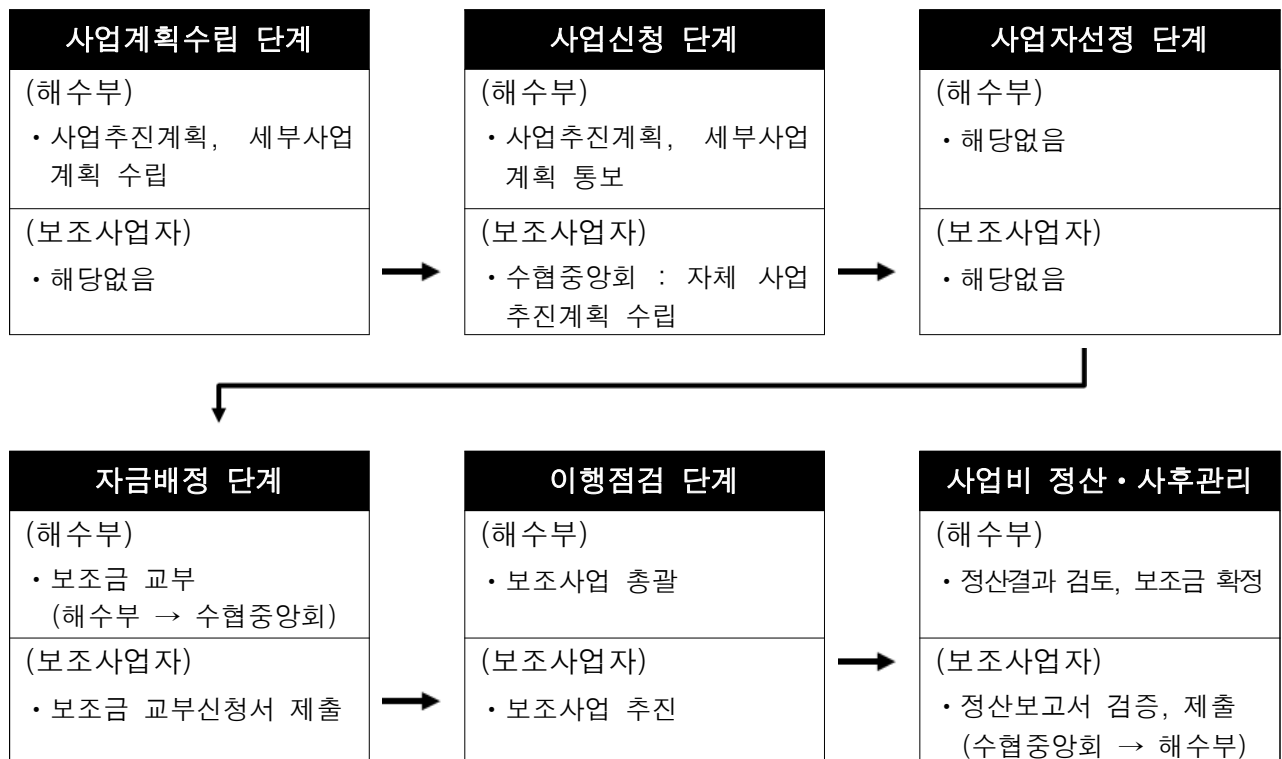 사업계획수립 단계
(해수부)
・사업추진계획, 세부사업
계획 수립
(보조사업자)
・해당없음
사업신청 단계
(해수부)
・사업추진계획, 세부사업
계획 통보
(보조사업자)
・수협중앙회 : 자체 사업
추진계획 수립
사업자선정 단계
(해수부)
・해당없음
(보조사업자)
・해당없음
자금배정 단계
(해수부)
・보조금 교부
(해수부 → 수협중앙회)
(보조사업자)
・보조금 교부신청서 제출
이행점검 단계
(해수부)
・보조사업 총괄
(보조사업자)
・보조사업 추진
사업비 정산・사후관리
(해수부)
・정산결과 검토, 보조금 확정
(보조사업자)
・정산보고서 검증, 제출
(수협중앙회 → 해수부)